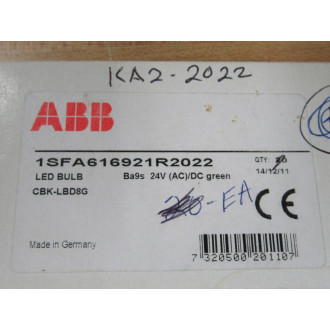 KA2-2022
ABB
1SFA616921R2022
LED BULB Ba9s 24V (AC)/DC green
CBK-LBD8G
QTY:
14/12/11
-EA
CE
Made in Germany
7 320500 201107